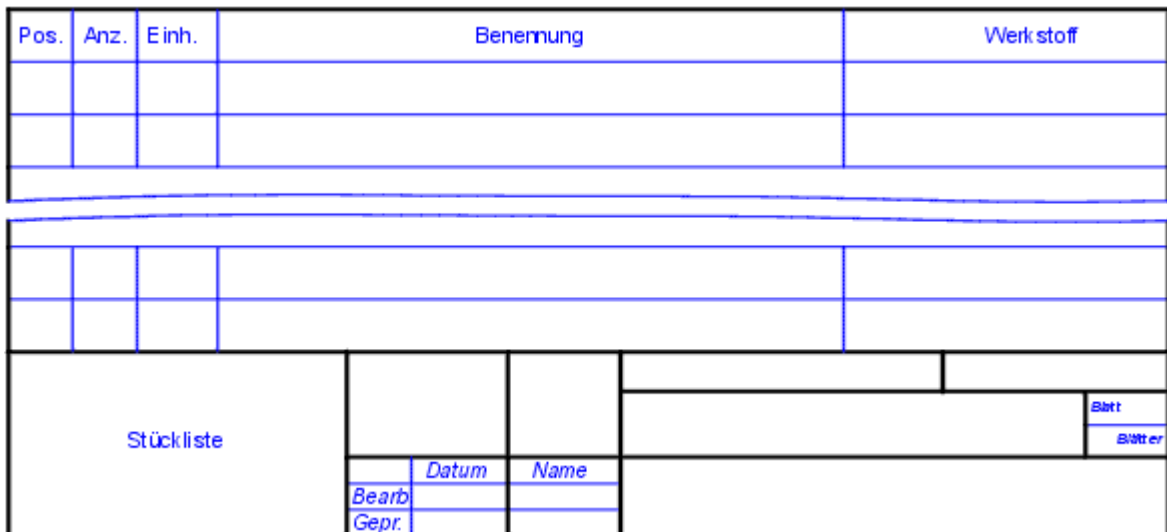 Pos. Anz. Einh. Benennung Werkstoff
Blatt
Stückliste
Blätter
Datum Name
Bearb
Gepr.